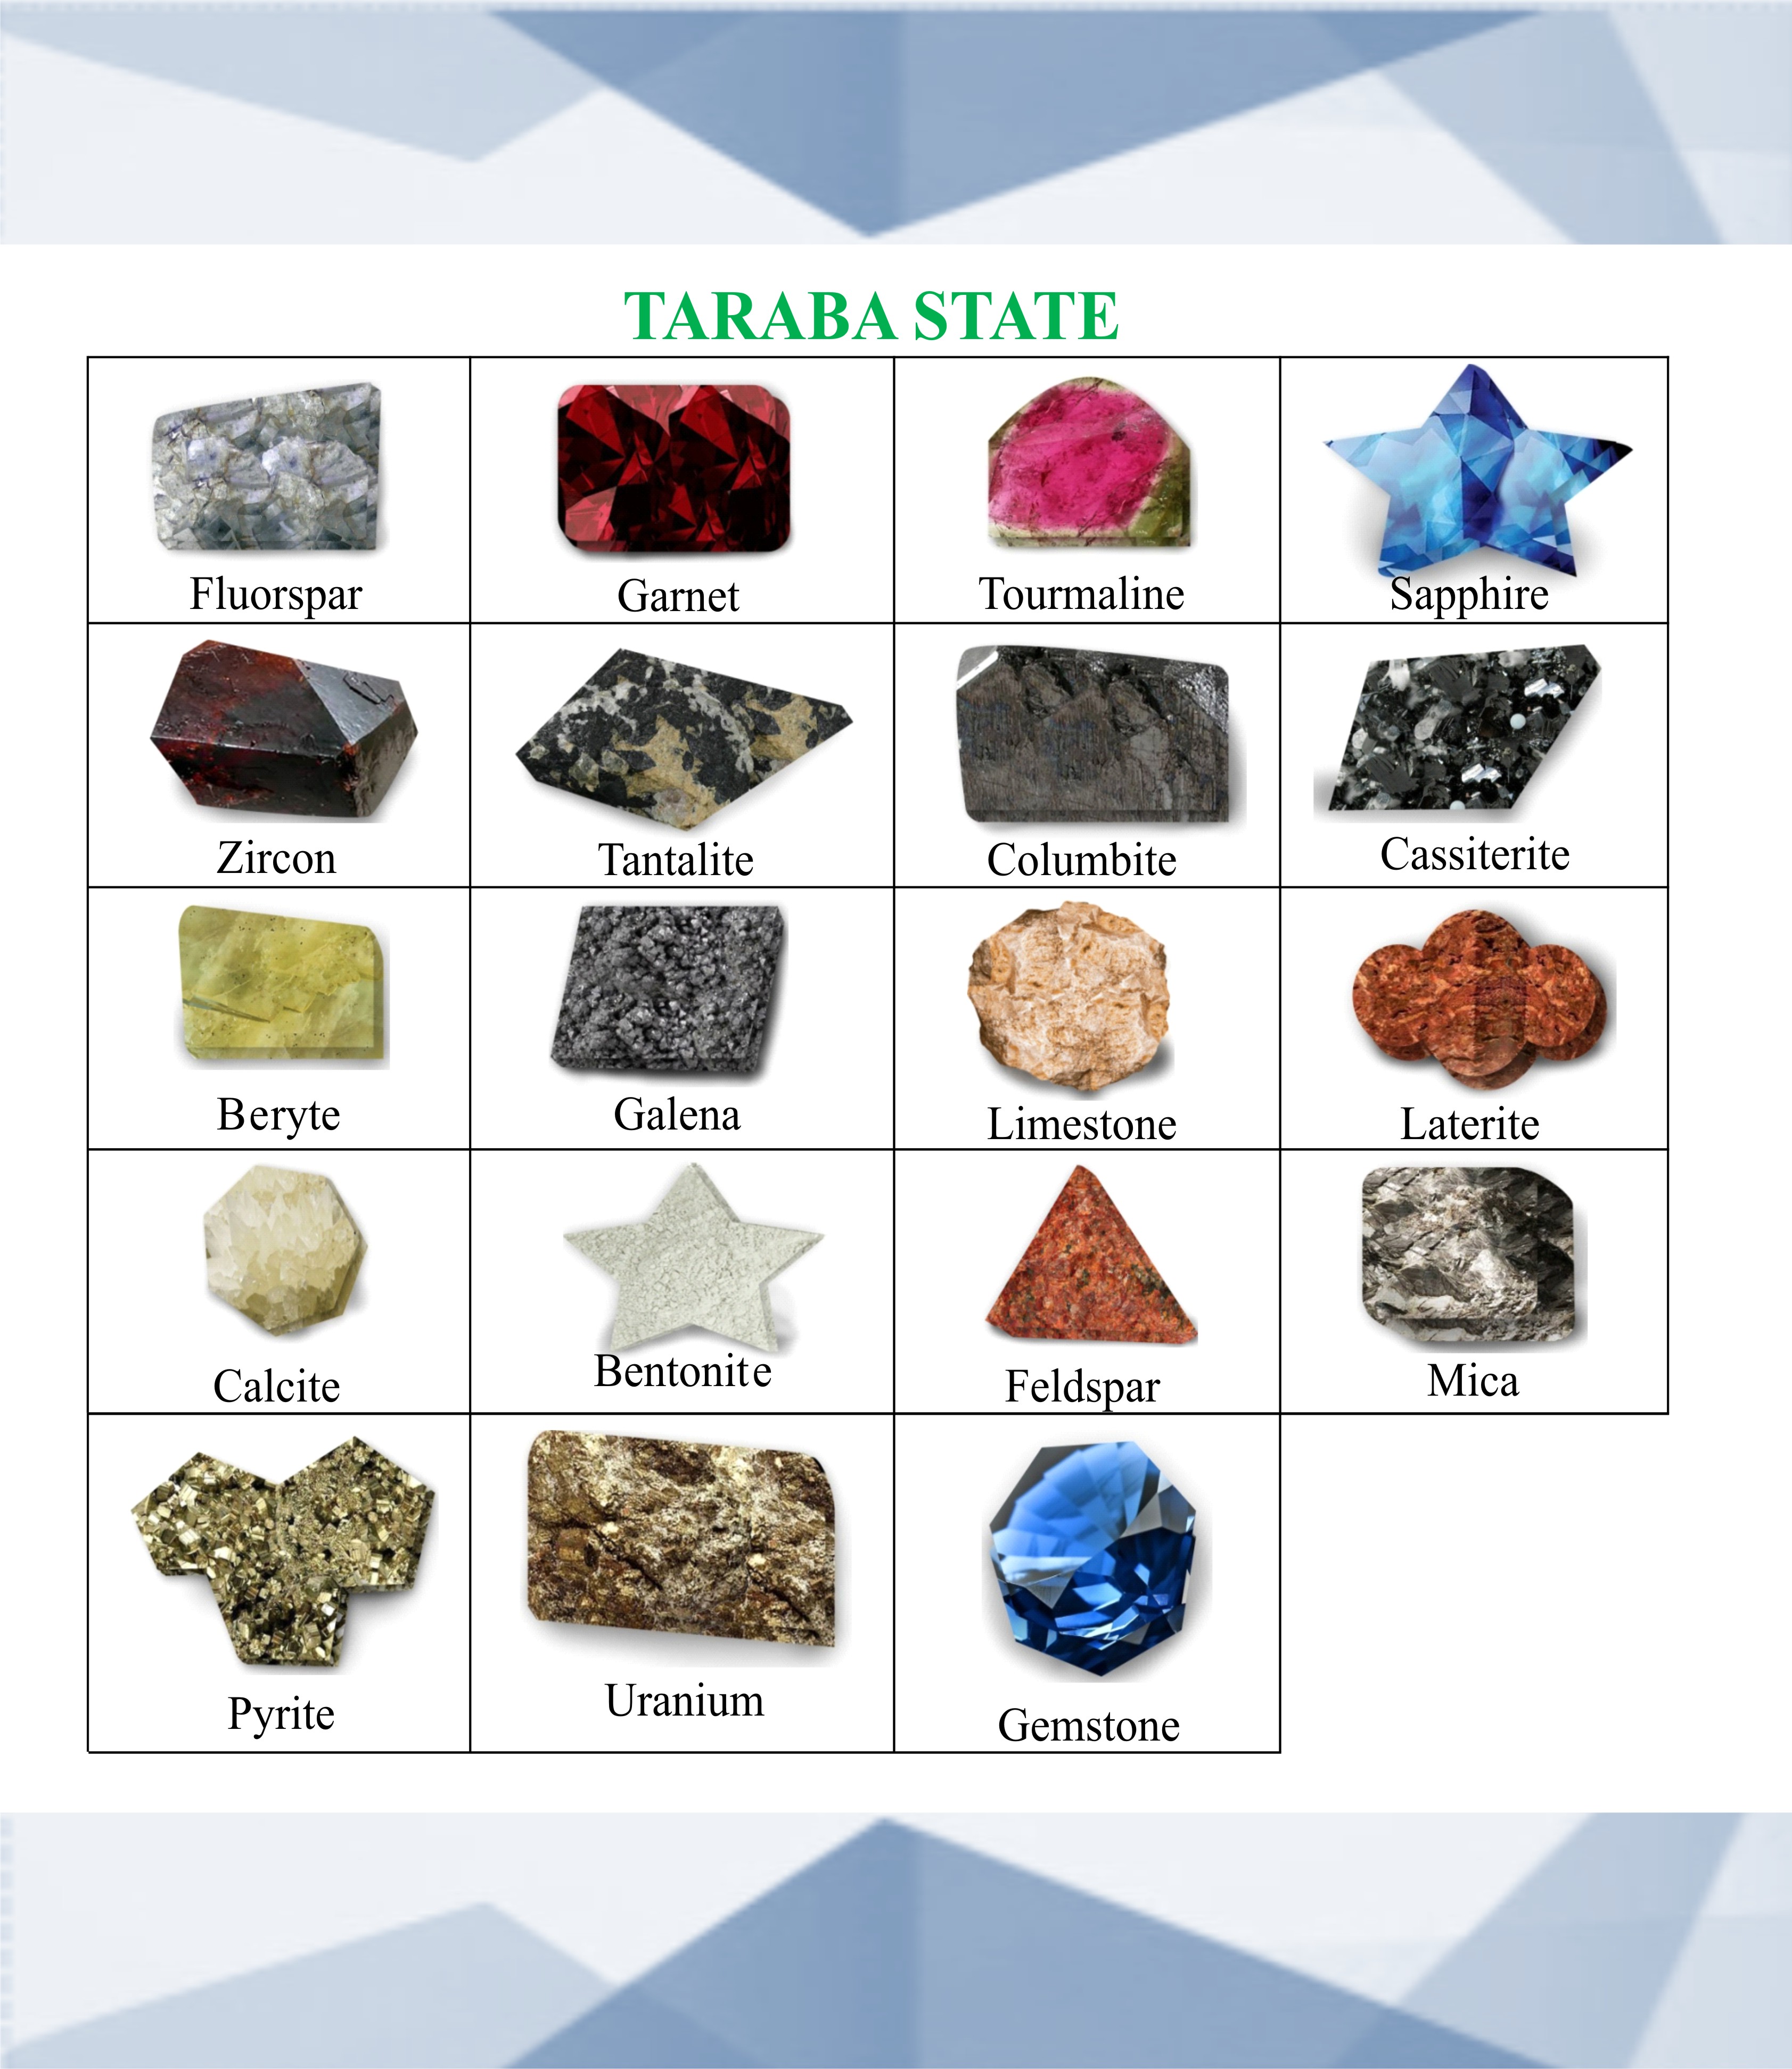 TARABA STATE
Fluorspar
Garnet
Tourmaline
Sapphire
Zircon
Tantalite
Columbite
Cassiterite
Beryte
Galena
Limestone
Laterite
Calcite
Bentonite
Feldspar
Mica
Pyrite
Uranium
Gemstone